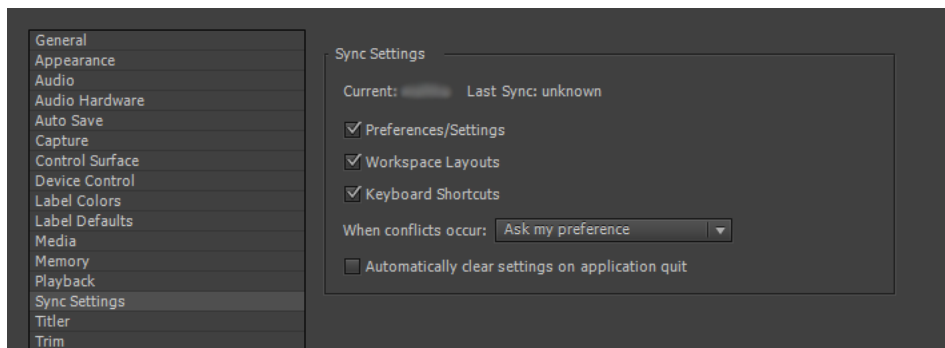 General
Appearance
Audio
Audio Hardware
Auto Save
Capture
Control Surface
Device Control
Label Colors
Label Defaults
Media
Memory
Playback
Sync Settings
Titler
Trim
Sync Settings
Current: Last Sync: unknown
Preferences/Settings
Workspace Layouts
Keyboard Shortcuts
When conflicts occur: Ask my preference
Automatically clear settings on application quit